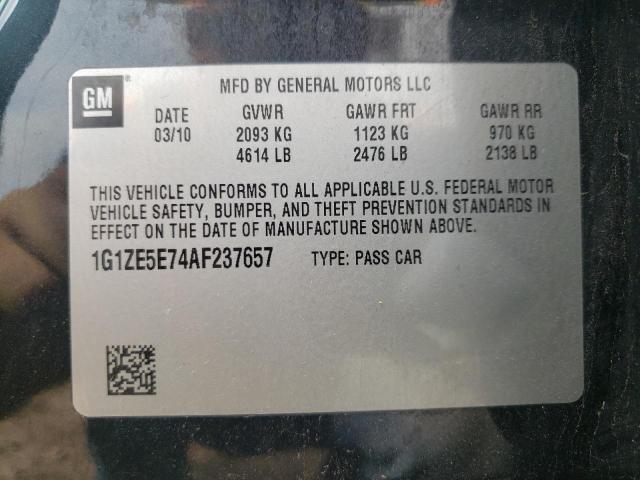 GM®
MFD BY GENERAL MOTORS LLC
DATE GVWR GAWR FRT GAWR RR
03/10 2093 KG 1123 KG 970 KG
4614 LB 2476 LB 2138 LB
THIS VEHICLE CONFORMS TO ALL APPLICABLE U.S. FEDERAL MOTOR
VEHICLE SAFETY, BUMPER, AND THEFT PREVENTION STANDARDS IN
EFFECT ON THE DATE OF MANUFACTURE SHOWN ABOVE.
1G1ZE5E74AF237657 TYPE: PASS CAR